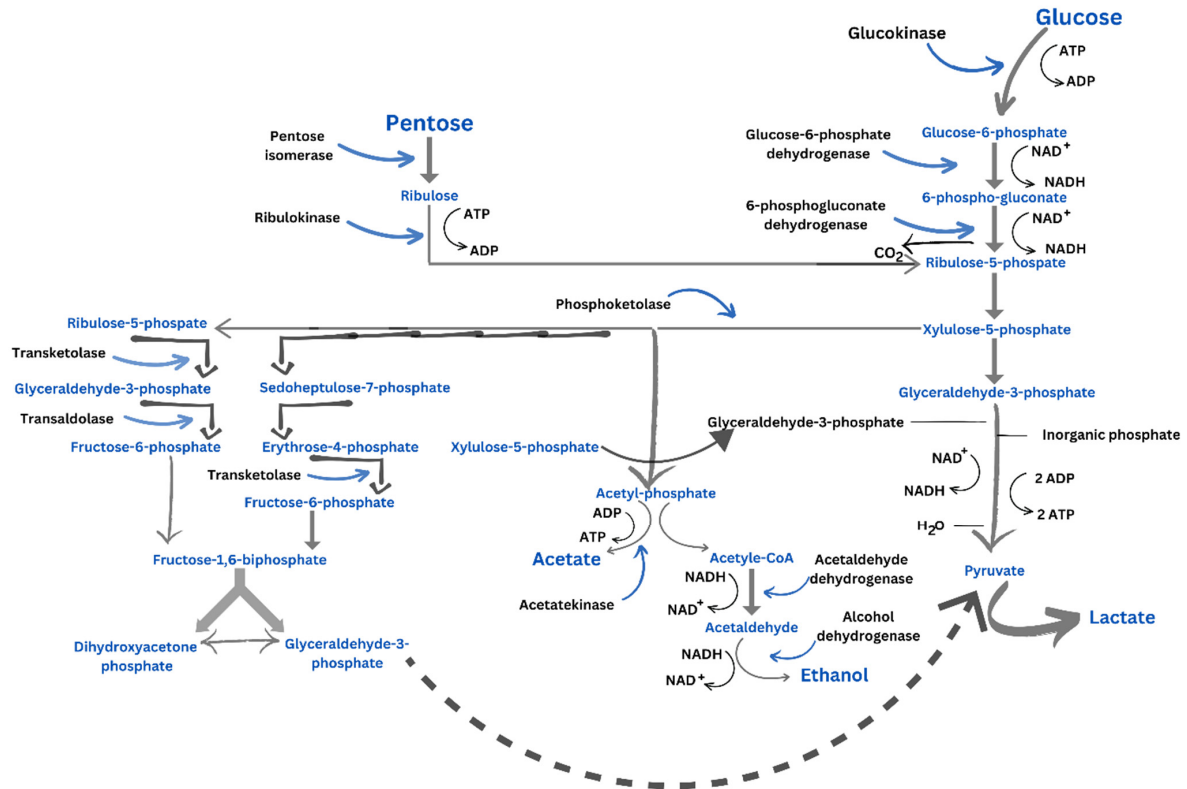 Glucose
Glucokinase
ATP
ADP
Pentose
Pentose
isomerase
Glucose-6-phosphate
dehydrogenase
Glucose-6-phosphate
NAD+
NADH
Ribulose
Ribulokinase
ATP
ADP
6-phosphogluconate
dehydrogenase
6-phospho-gluconate
NAD+
NADH
CO2
Ribulose-5-phospate
Phosphoketolase
Ribulose-5-phospate
Xylulose-5-phosphate
Transketolase
Glyceraldehyde-3-phosphate
Sedoheptulose-7-phosphate
Glyceraldehyde-3-phosphate
Transaldolase
Glyceraldehyde-3-phosphate
Inorganic phosphate
Fructose-6-phosphate
Erythrose-4-phosphate
Xylulose-5-phosphate
NAD+
NADH
2 ADP
2 ATP
H2O
Transketolase
Fructose-6-phosphate
Acetyl-phosphate
ADP
ATP
Fructose-1,6-biphosphate
Acetate
Acetyle-CoA
Acetaldehyde
dehydrogenase
Pyruvate
NADH
NAD+
Acetatekinase
Acetaldehyde
Alcohol
dehydrogenase
Lactate
Dihydroxyacetone
phosphate
Glyceraldehyde-3-
phosphate
NADH
NAD+
Ethanol